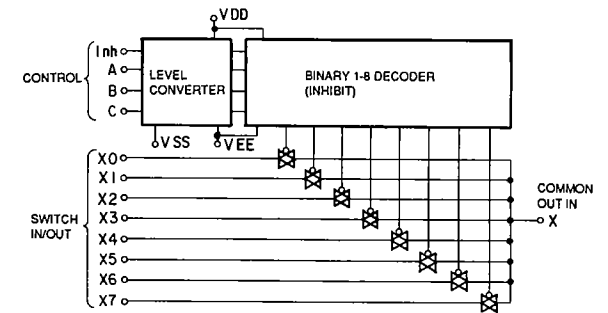 VDD
CONTROL
Inh
A
B
C
LEVEL
CONVERTER
BINARY 1-8 DECODER
(INHIBIT)
VSS
VEE
SWITCH
IN/OUT
X0
X1
X2
X3
X4
X5
X6
X7
COMMON
OUT IN
X